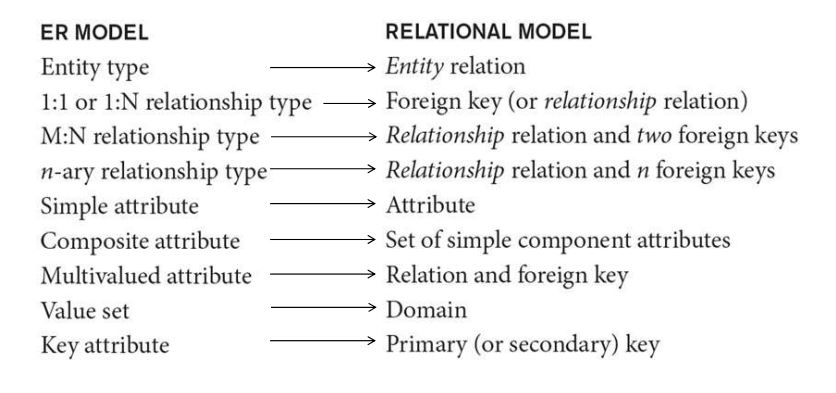 ER MODEL RELATIONAL MODEL
Entity type Entity relation
1:1 or 1:N relationship type Foreign key (or relationship relation)
M:N relationship type Relationship relation and two foreign keys
n-ary relationship type Relationship relation and n foreign keys
Simple attribute Attribute
Composite attribute Set of simple component attributes
Multivalued attribute Relation and foreign key
Value set Domain
Key attribute Primary (or secondary) key